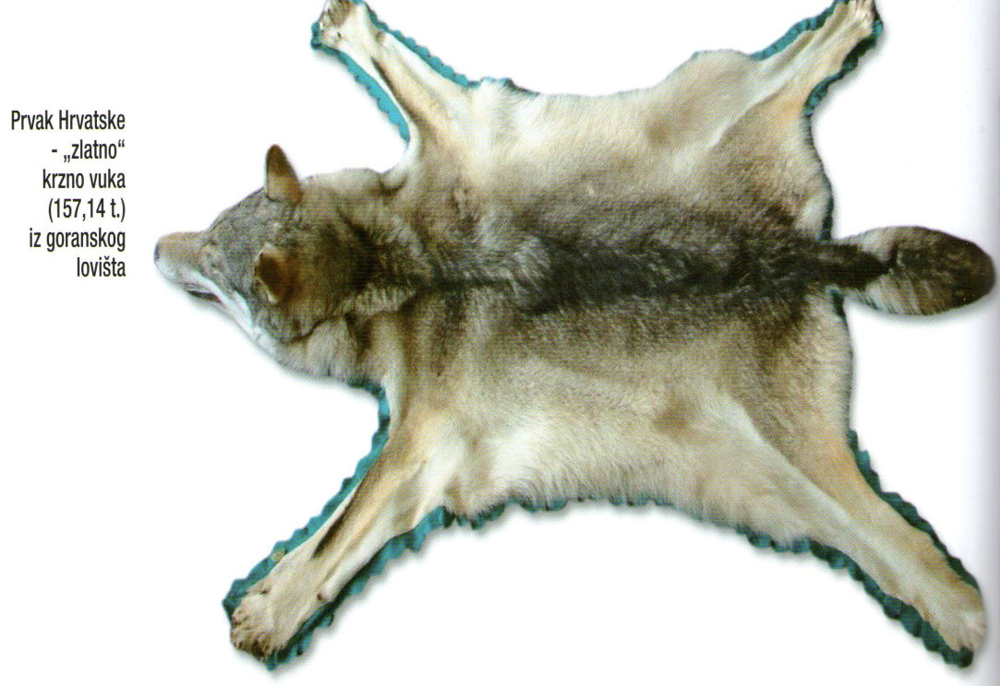 Prvak Hrvatske
- „zlatno“
krzno vuka
(157,14 t.)
iz goranskog
lovišta